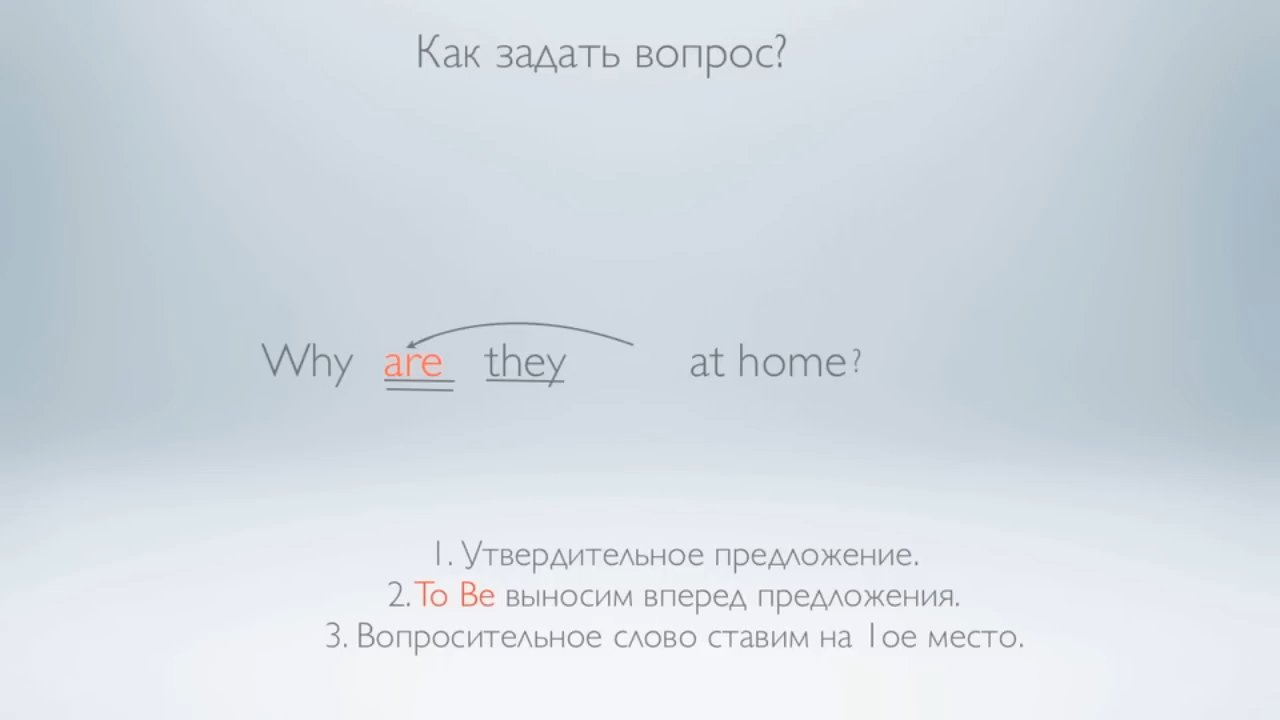 Как задать вопрос?
Why are they at home?
1. Утвердительное предложение.
2. To Be выносим вперед предложения.
3. Вопросительное слово ставим на 1ое место.